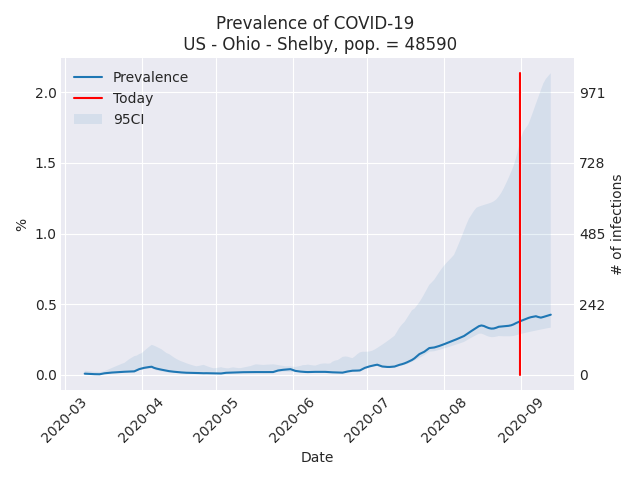 Prevalence of COVID-19
US - Ohio - Shelby, pop. = 48590
Prevalence
Today
95CI
2.0
1.5
1.0
0.5
0.0
%
971
728
485
242
0
# of infections
2020-03
2020-04
2020-05
2020-06
2020-07
2020-08
2020-09
Date